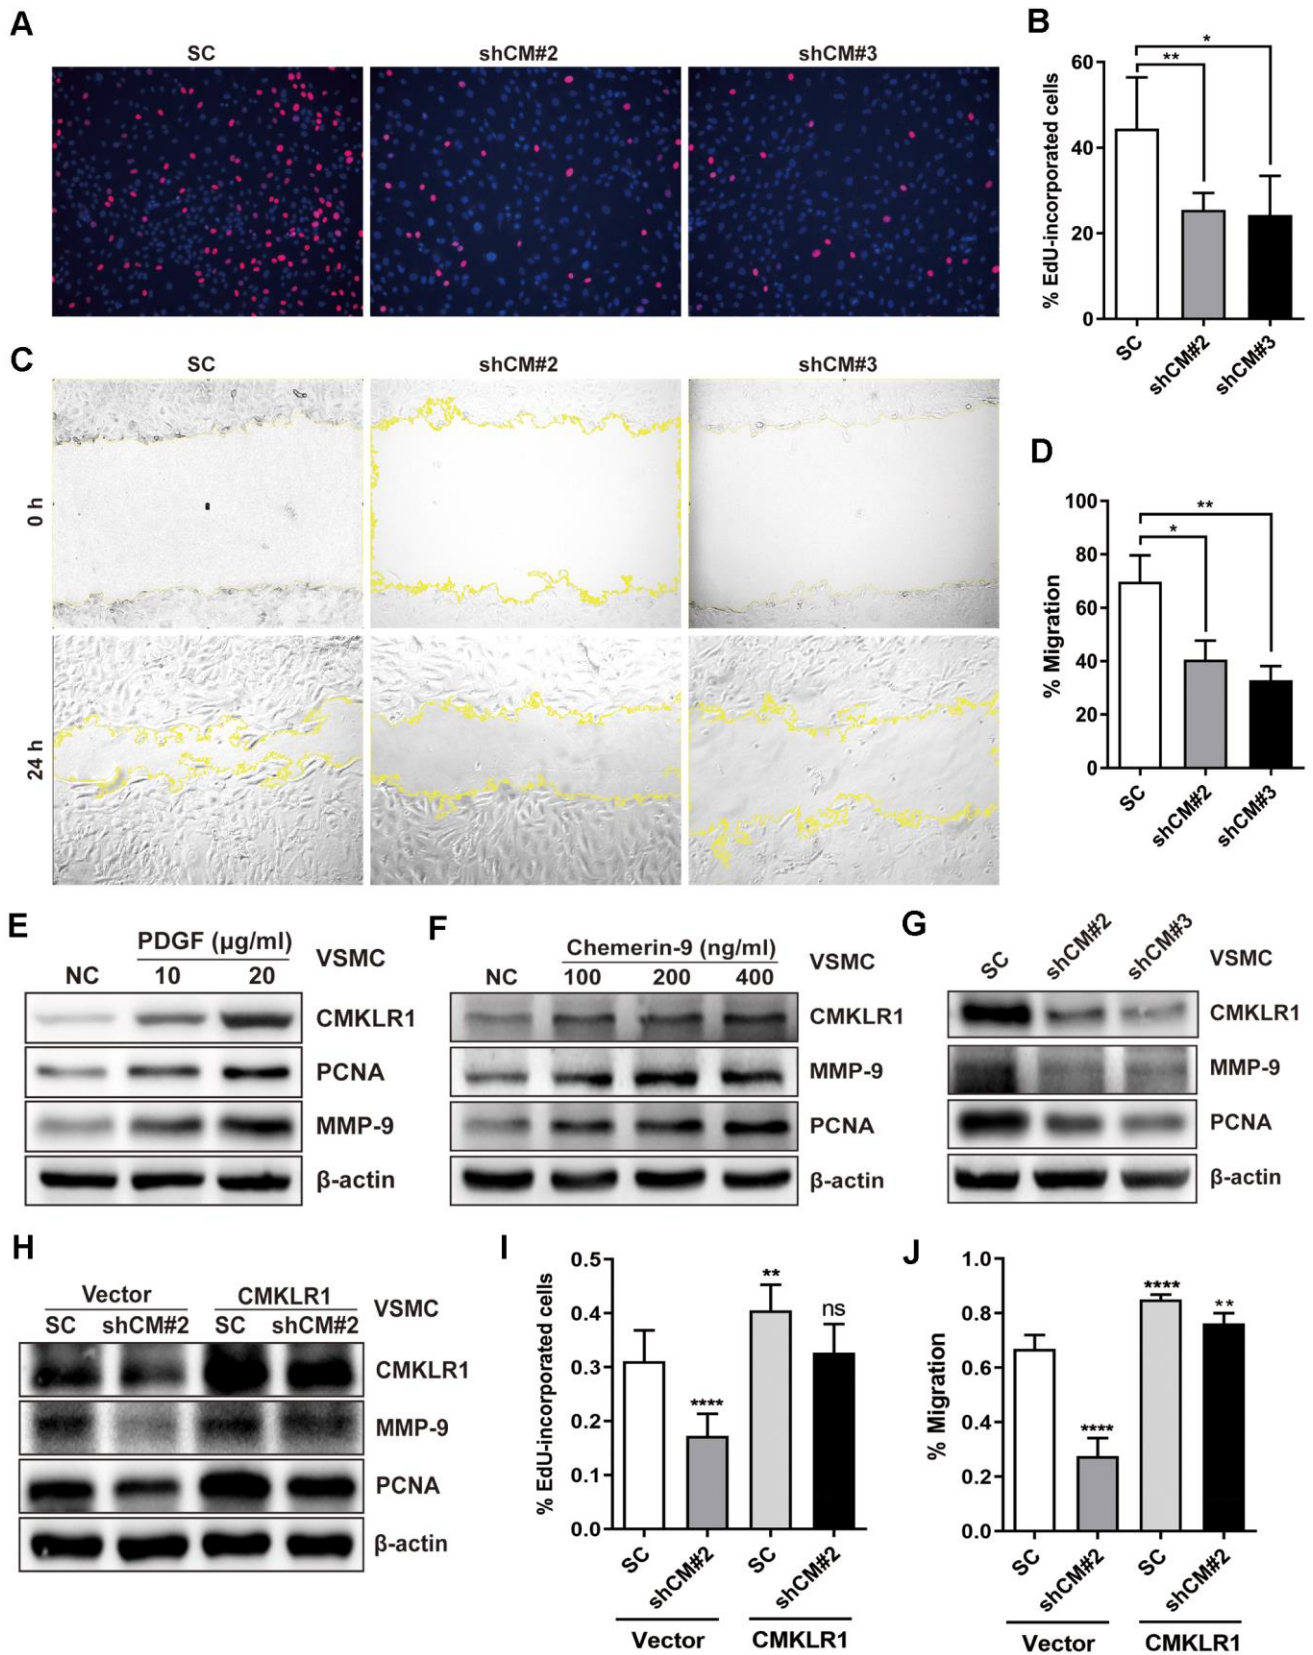 A
SC
shCM#2
shCM#3
B
% EdU-incorporated cells
60
40
20
0
**
*
SC
shCM#2
shCM#3
C
SC
shCM#2
shCM#3
0 h
24 h
D
% Migration
100
80
60
40
20
0
**
*
SC
shCM#2
shCM#3
E
PDGF (μg/ml)
VSMC
NC
10
20
CMKLR1
PCNA
MMP-9
β-actin
F
Chemerin-9 (ng/ml)
VSMC
NC
100
200
400
CMKLR1
MMP-9
PCNA
β-actin
G
SC
shCM#2
shCM#3
VSMC
CMKLR1
MMP-9
PCNA
β-actin
H
Vector
CMKLR1
VSMC
SC
shCM#2
SC
shCM#2
CMKLR1
MMP-9
PCNA
β-actin
I
% EdU-incorporated cells
0.5
0.4
0.3
0.2
0.1
0.0
****
**
ns
SC
shCM#2
SC
shCM#2
Vector
CMKLR1
J
% Migration
1.0
0.8
0.6
0.4
0.2
0.0
****
****
**
SC
shCM#2
SC
shCM#2
Vector
CMKLR1